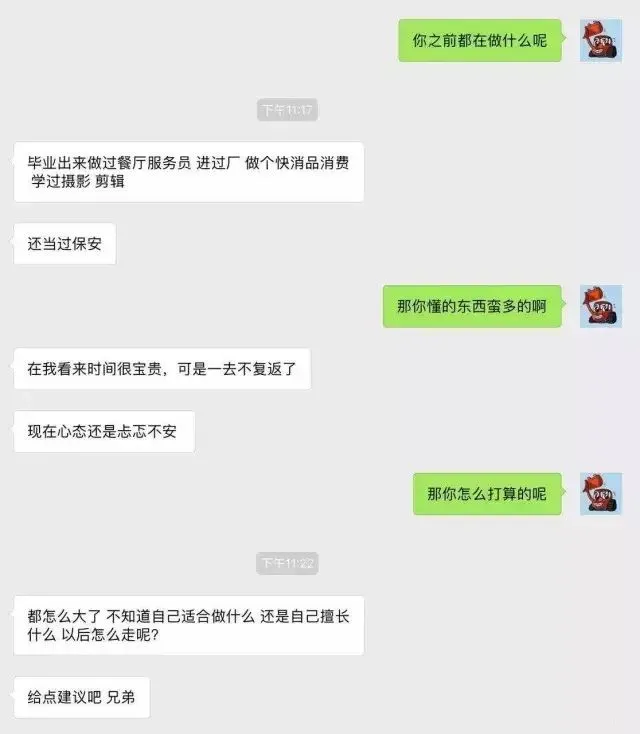 你之前都在做什么呢
下午11:17
毕业出来做过餐厅服务员 进过厂 做个快消品消费
学过摄影 剪辑
还当过保安
那你懂的东西蛮多的啊
在我看来时间很宝贵，可是一去不复返了
现在心态还是忐忑不安
那你怎么打算的呢
下午11:22
都怎么大了 不知道自己适合做什么 还是自己擅长
什么 以后怎么走呢？
给点建议吧 兄弟